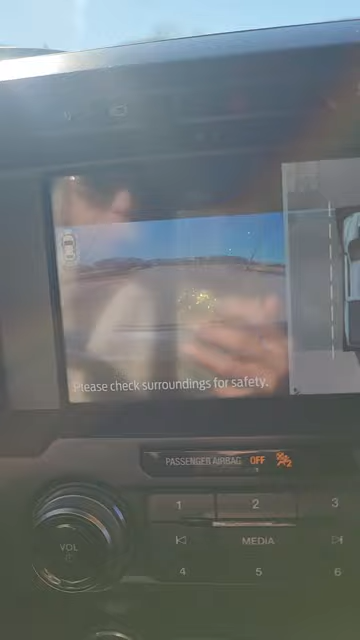 Please check surroundings for safety.
PASSENGER AIRBAG OFF
1 2 3
VOL
MEDIA
4 5 6